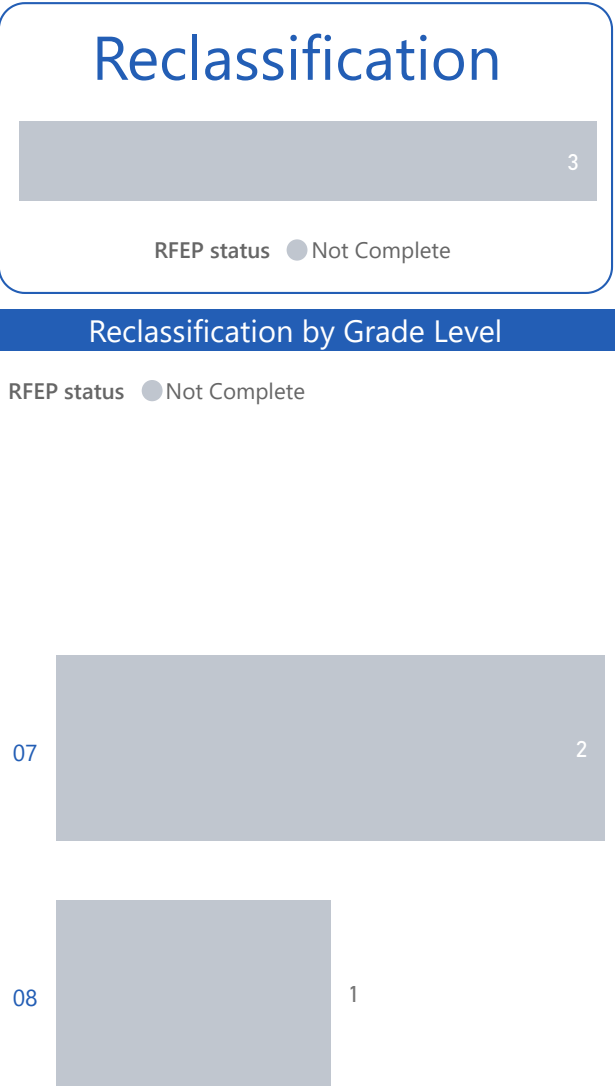 Reclassification
3
RFEP status Not Complete
Reclassification by Grade Level
RFEP status Not Complete
07 2
08 1